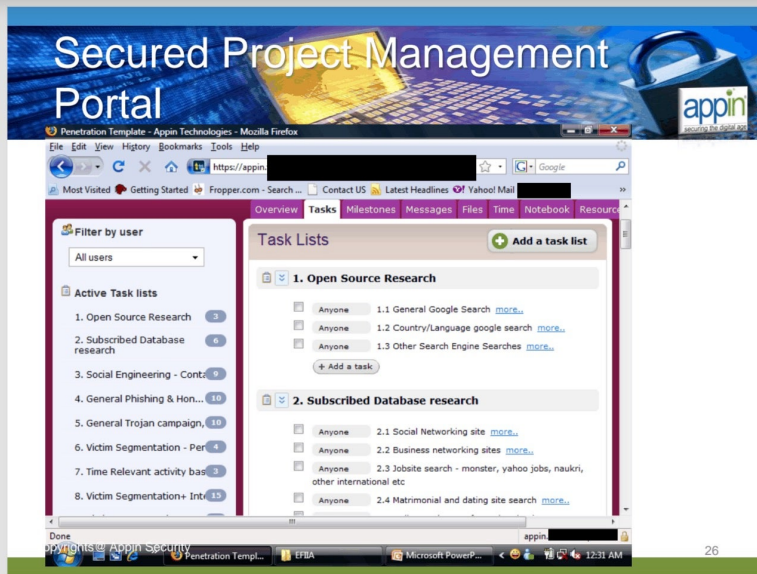 Secured Project Management
Portal
appin
securing the digital age
Penetration Template - Appin Technologies - Mozilla Firefox
File Edit View History Bookmarks Tools Help
https://appin.
Google
Most Visited Getting Started Fropper.com - Search ... Contact US Latest Headlines Yahoo! Mail »
Overview Tasks Milestones Messages Files Time Notebook Resourc
Filter by user
All users
Active Task lists
1. Open Source Research 3
2. Subscribed Database research 6
3. Social Engineering - Conta 9
4. General Phishing & Hon... 10
5. General Trojan campaign, 10
6. Victim Segmentation - Per 4
7. Time Relevant activity bas 3
8. Victim Segmentation+ Inte 15
Task Lists
Add a task list
1. Open Source Research
Anyone 1.1 General Google Search more..
Anyone 1.2 Country/Language google search more..
Anyone 1.3 Other Search Engine Searches more..
+ Add a task
2. Subscribed Database research
Anyone 2.1 Social Networking site more..
Anyone 2.2 Business networking sites more..
Anyone 2.3 Jobsite search - monster, yahoo jobs, naukri,
other international etc
Anyone 2.4 Matrimonial and dating site search more..
Done
appin.
opyrights@ Appin Security
Penetration Templ...
EFIIA
Microsoft PowerP...
12:31 AM
26